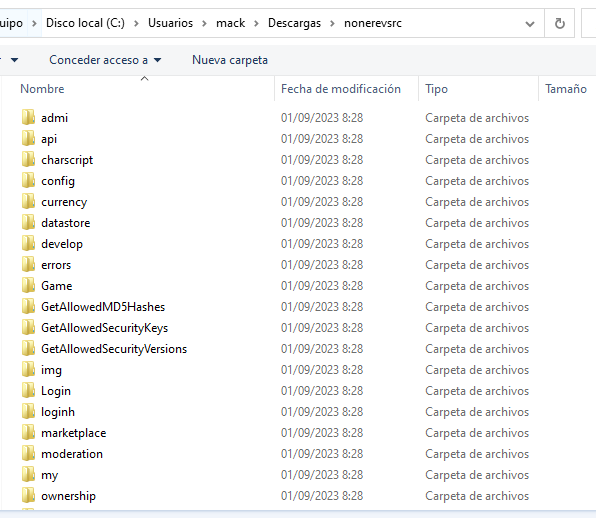 uipo > Disco local (C:) > Usuarios > mack > Descargas > nonerevsrc
Conceder acceso a Nueva carpeta
Nombre Fecha de modificación Tipo Tamaño
admi 01/09/2023 8:28 Carpeta de archivos
api 01/09/2023 8:28 Carpeta de archivos
charscript 01/09/2023 8:28 Carpeta de archivos
config 01/09/2023 8:28 Carpeta de archivos
currency 01/09/2023 8:28 Carpeta de archivos
datastore 01/09/2023 8:28 Carpeta de archivos
develop 01/09/2023 8:28 Carpeta de archivos
errors 01/09/2023 8:28 Carpeta de archivos
Game 01/09/2023 8:28 Carpeta de archivos
GetAllowedMD5Hashes 01/09/2023 8:28 Carpeta de archivos
GetAllowedSecurityKeys 01/09/2023 8:28 Carpeta de archivos
GetAllowedSecurityVersions 01/09/2023 8:28 Carpeta de archivos
img 01/09/2023 8:28 Carpeta de archivos
Login 01/09/2023 8:28 Carpeta de archivos
loginh 01/09/2023 8:28 Carpeta de archivos
marketplace 01/09/2023 8:28 Carpeta de archivos
moderation 01/09/2023 8:28 Carpeta de archivos
my 01/09/2023 8:28 Carpeta de archivos
ownership 01/09/2023 8:28 Carpeta de archivos